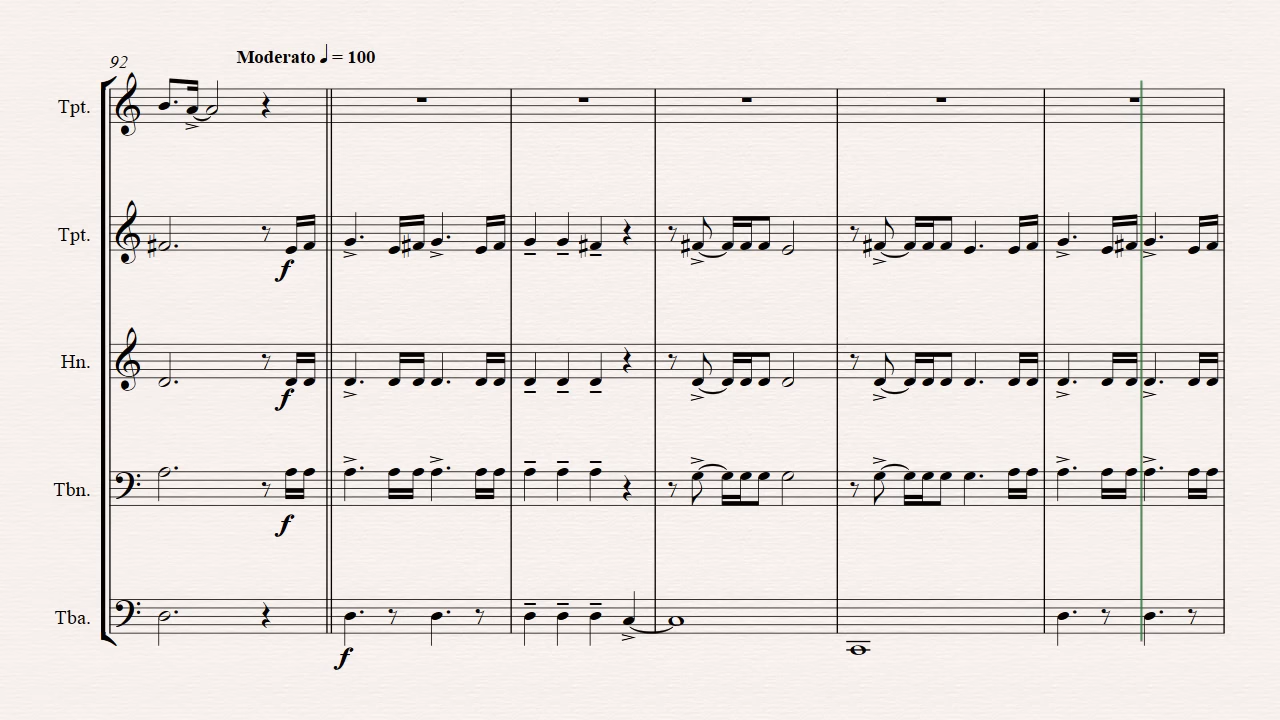 92
Moderato ♩ = 100
Tpt.
Tpt.
f
Hn.
f
Tbn.
f
Tba.
f